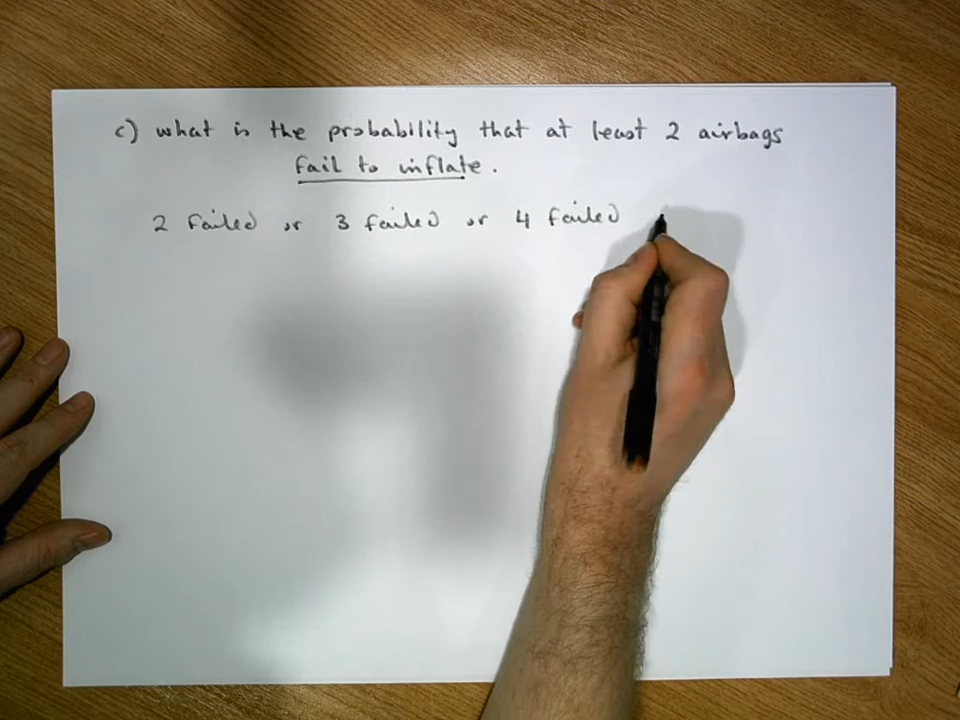 c) what is the probability that at least 2 airbags
fail to inflate.
2 failed or 3 failed or 4 failed